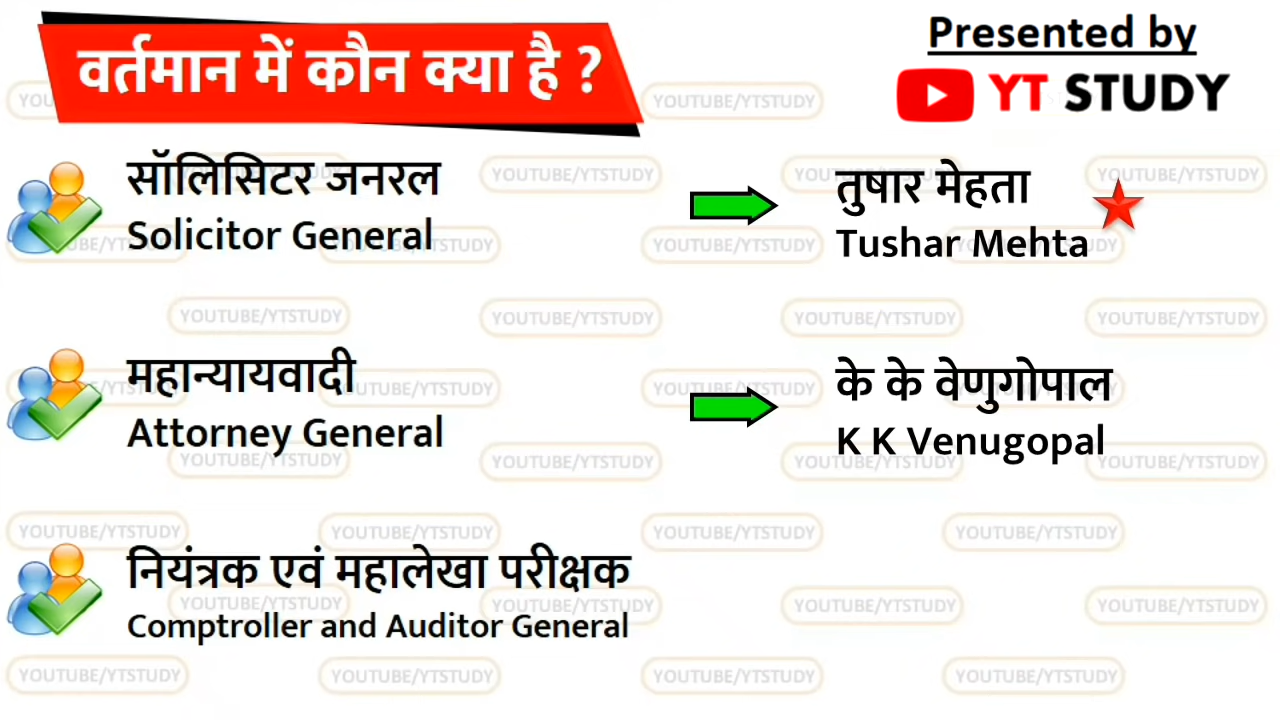 वर्तमान में कौन क्या है ?
Presented by
YT STUDY
सॉलिसिटर जनरल
Solicitor General
तुषार मेहता
Tushar Mehta
महान्यायवादी
Attorney General
के के वेणुगोपाल
K K Venugopal
नियंत्रक एवं महालेखा परीक्षक
Comptroller and Auditor General
YOUTUBE/YTSTUDY